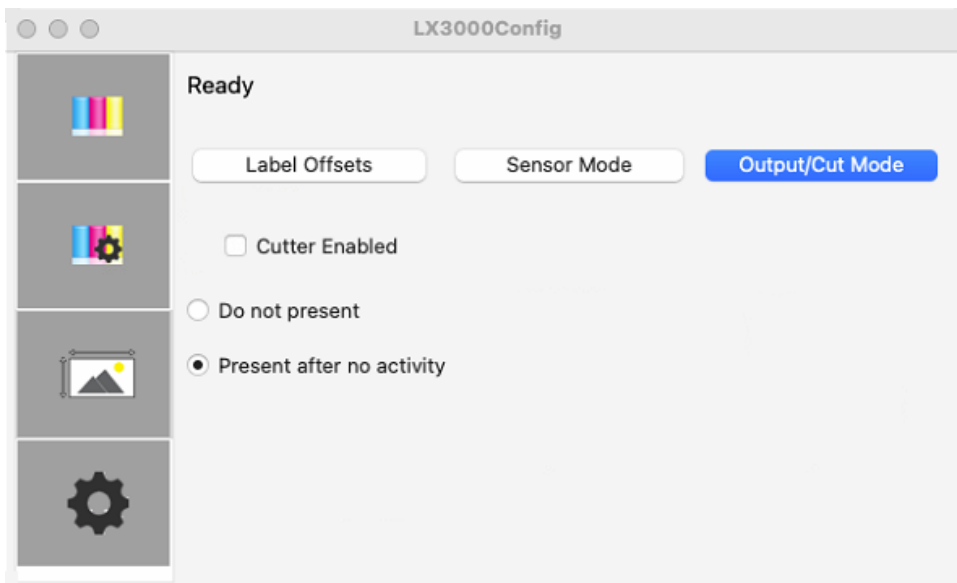 LX3000Config
Ready
Label Offsets
Sensor Mode
Output/Cut Mode
Cutter Enabled
Do not present
Present after no activity